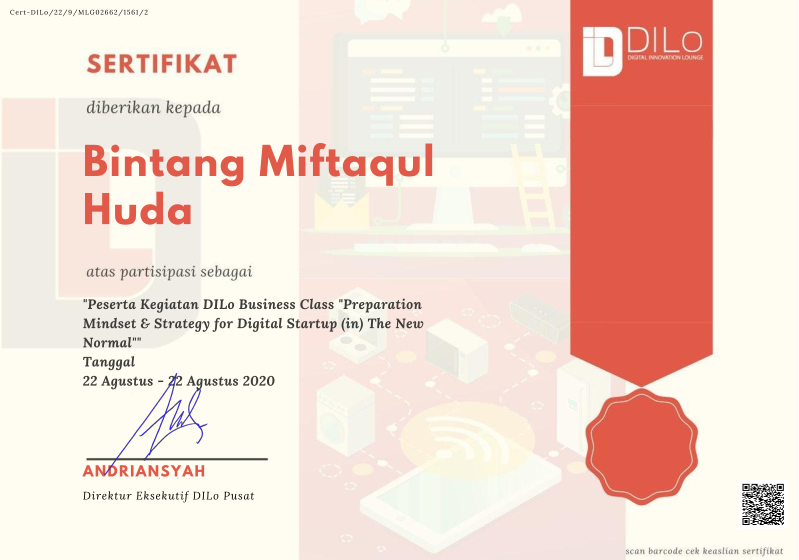 Cert-DILo/22/9/MLG02662/1561/2
DILo
DIGITAL INNOVATION LOUNGE
SERTIFIKAT
diberikan kepada
Bintang Miftaqul
Huda
atas partisipasi sebagai
"Peserta Kegiatan DILo Business Class "Preparation
Mindset & Strategy for Digital Startup (in) The New
Normal""
Tanggal
22 Agustus - 22 Agustus 2020
ANDRIANSYAH
Direktur Eksekutif DILo Pusat
scan barcode cek keaslian sertifikat